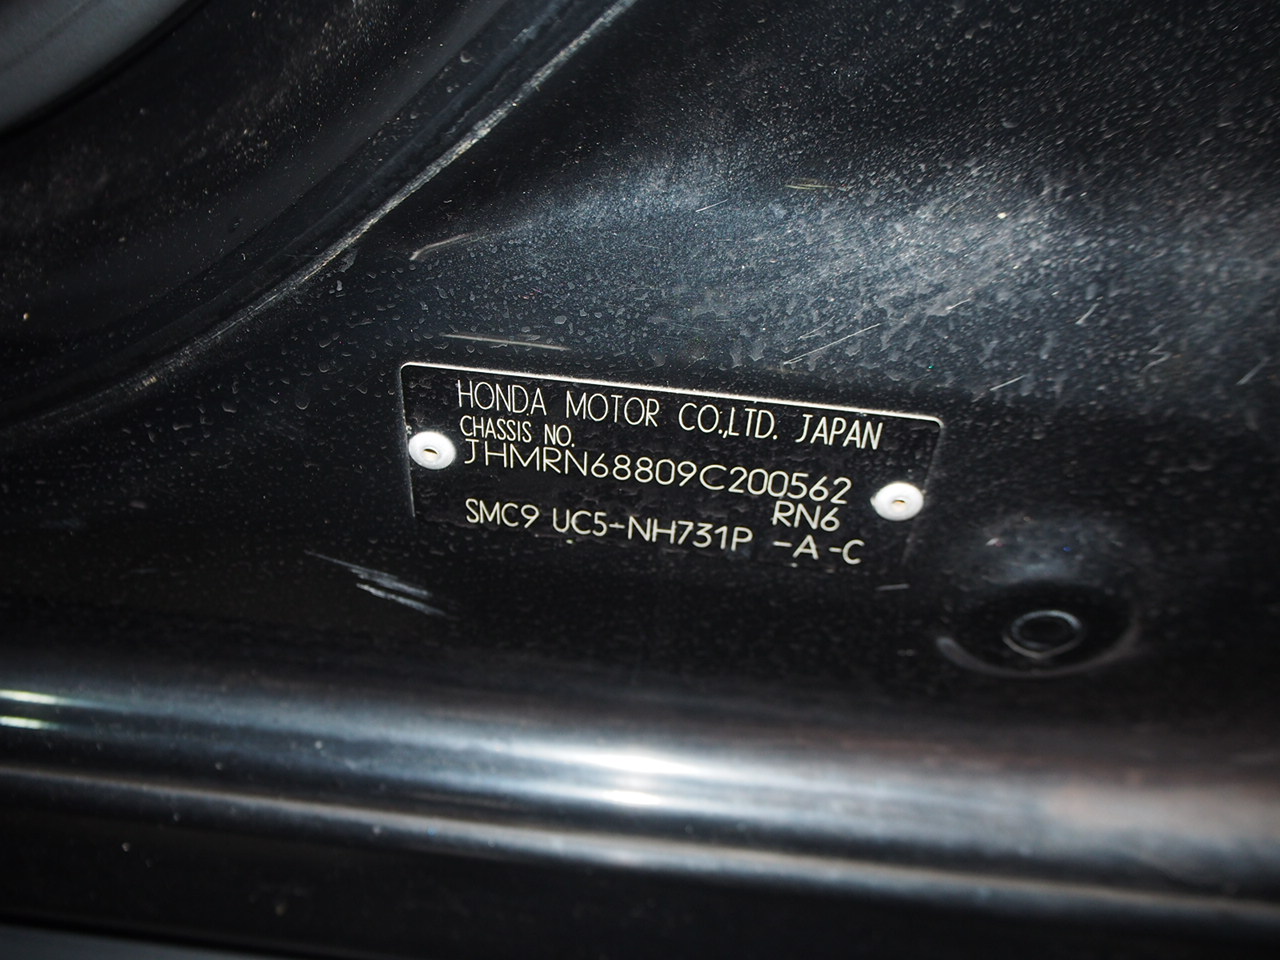 HONDA MOTOR CO.,LTD. JAPAN
CHASSIS NO.
JHMRN68809C200562
RN6
SMC9 UC5-NH731P -A-C